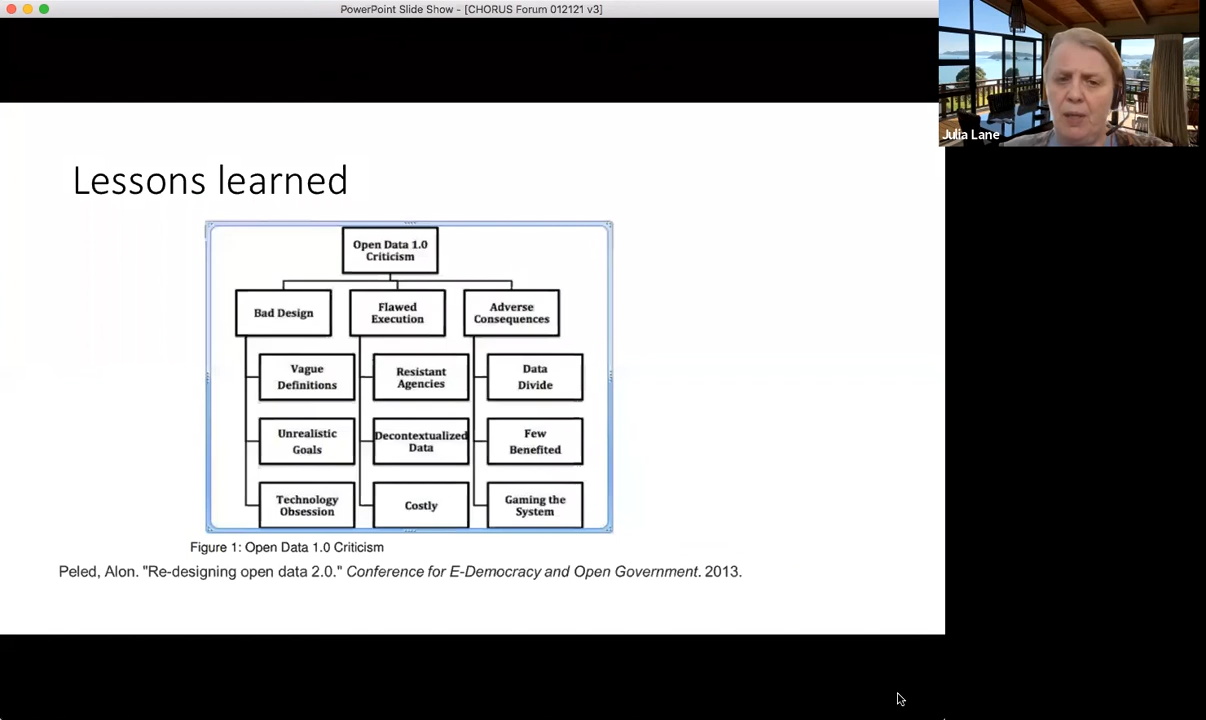 PowerPoint Slide Show - [CHORUS Forum 012121 v3]
Julia Lane
Lessons learned
Open Data 1.0
Criticism
Bad Design
Flawed
Execution
Adverse
Consequences
Vague
Definitions
Resistant
Agencies
Data
Divide
Unrealistic
Goals
Decontextualized
Data
Few
Benefited
Technology
Obsession
Costly
Gaming the
System
Figure 1: Open Data 1.0 Criticism
Peled, Alon. "Re-designing open data 2.0." Conference for E-Democracy and Open Government. 2013.